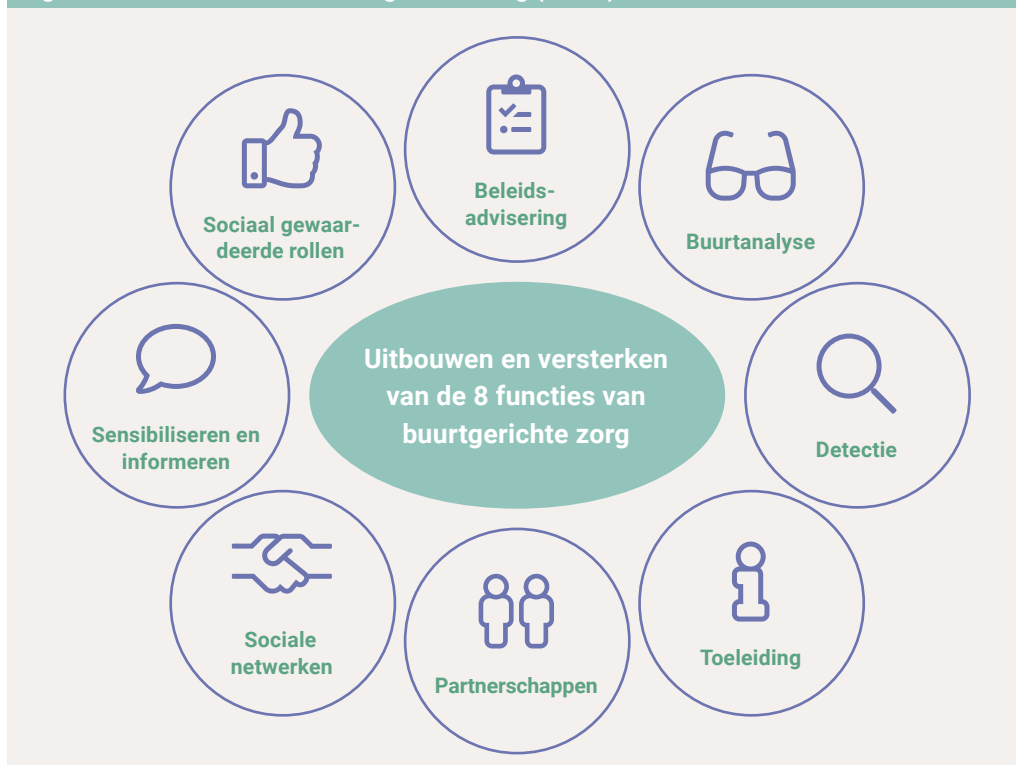 Beleids-
advisering
Buurtanalyse
Detectie
Toeleiding
Partnerschappen
Sociale
netwerken
Sensibiliseren en
informeren
Sociaal gewaar-
deerde rollen
Uitbouwen en versterken
van de 8 functies van
buurtgerichte zorg